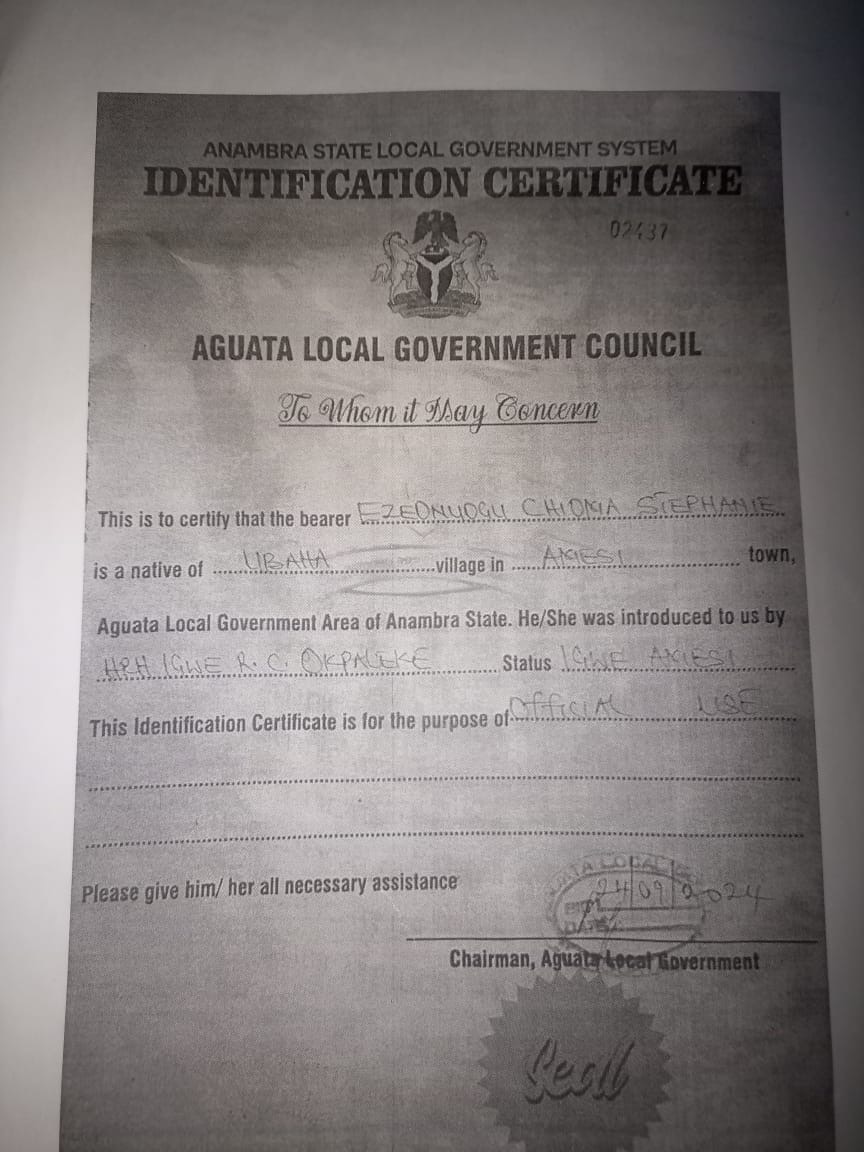 ANAMBRA STATE LOCAL GOVERNMENT SYSTEM
IDENTIFICATION CERTIFICATE
02437
AGUATA LOCAL GOVERNMENT COUNCIL
To Whom it May Concern
This is to certify that the bearer EZEONUOGU CHIOMA STEPHANIE
is a native of UBAHA village in AKPESI town,
Aguata Local Government Area of Anambra State. He/She was introduced to us by
HRH IGWE R. C. OKPALEKE Status IGWE
This Identification Certificate is for the purpose of OFFICIAL USE
Please give him/ her all necessary assistance
LOCAL
24/09/2024
Chairman, Aguata Local Government
Seal